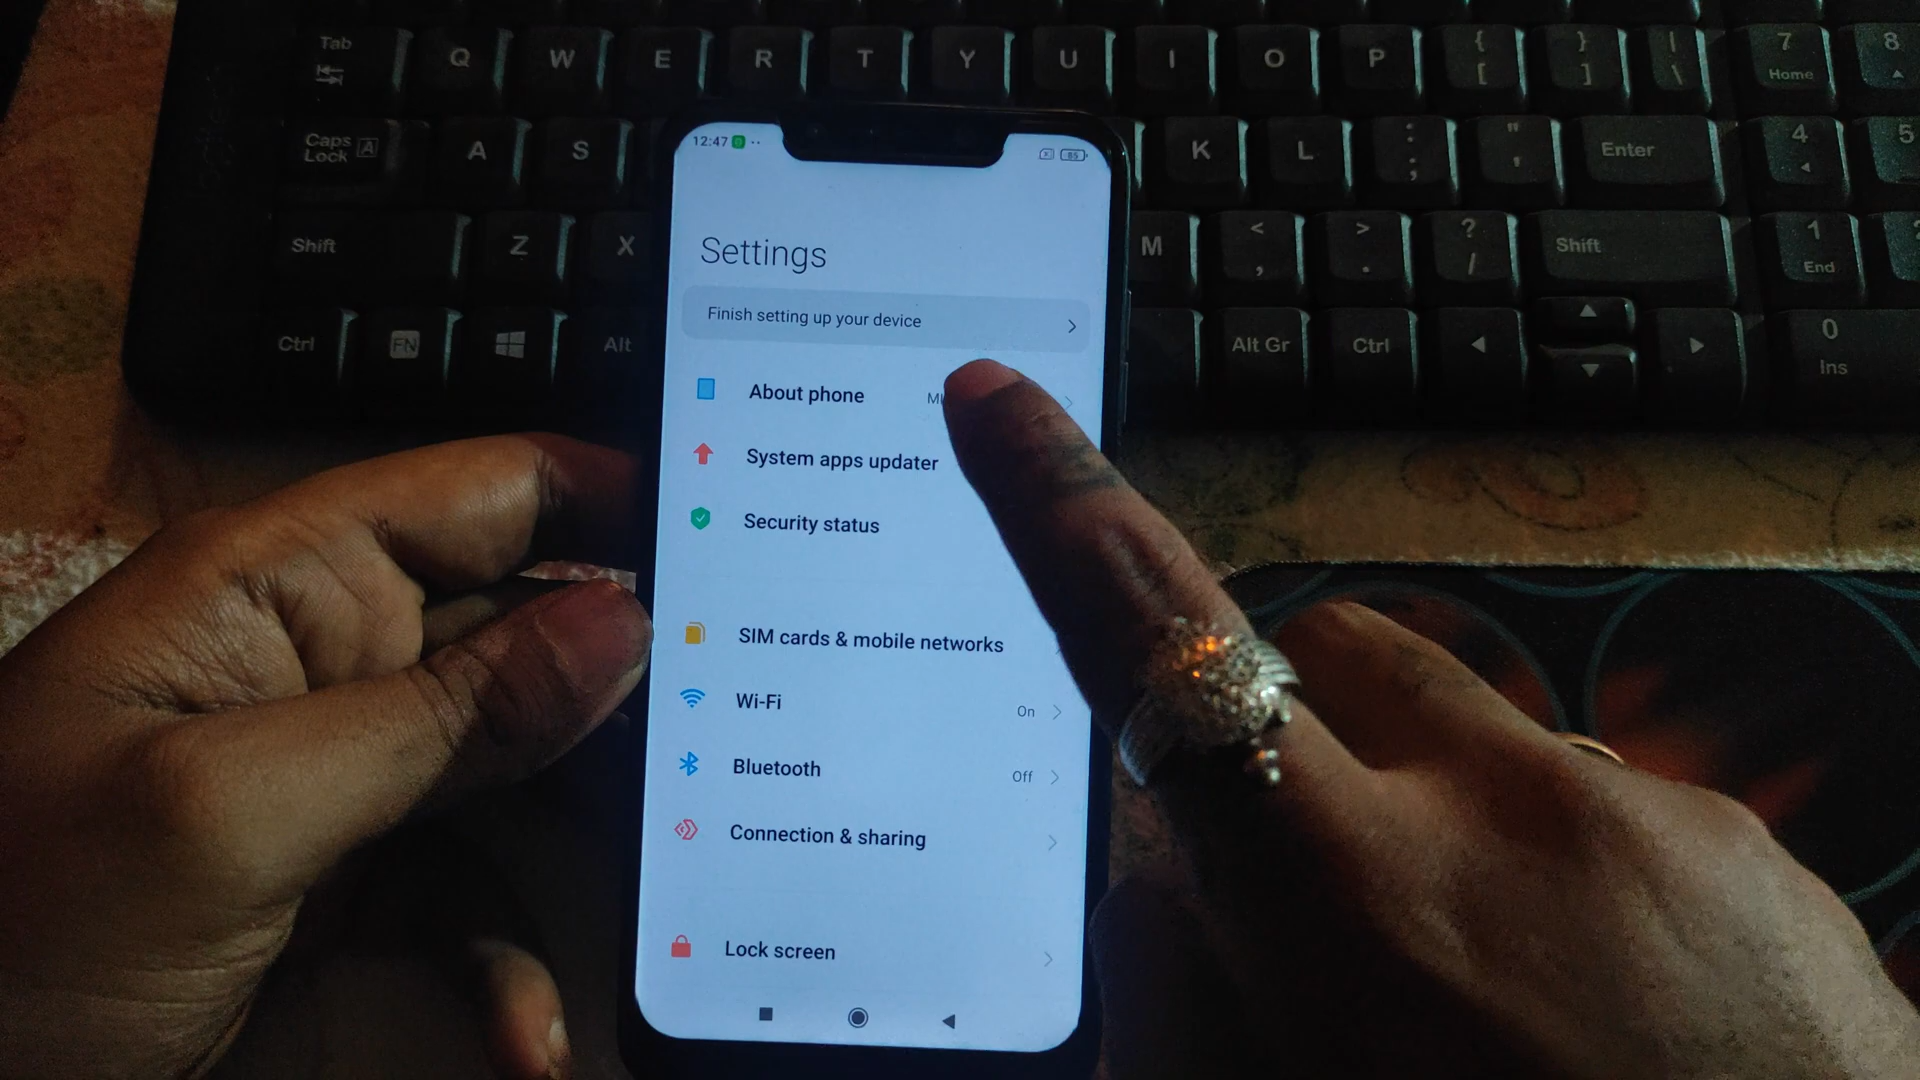 Tab
Q W E R T Y U I O P { [ } ] | \ 7 Home 8
Caps Lock A
A S K L : ; " ' Enter 4 5
Shift
Z X M < , > . ? / Shift 1 End
Ctrl FN Alt Alt Gr Ctrl 0 Ins
12:47
85
Settings
Finish setting up your device
About phone
System apps updater
Security status
SIM cards & mobile networks
Wi-Fi On
Bluetooth Off
Connection & sharing
Lock screen